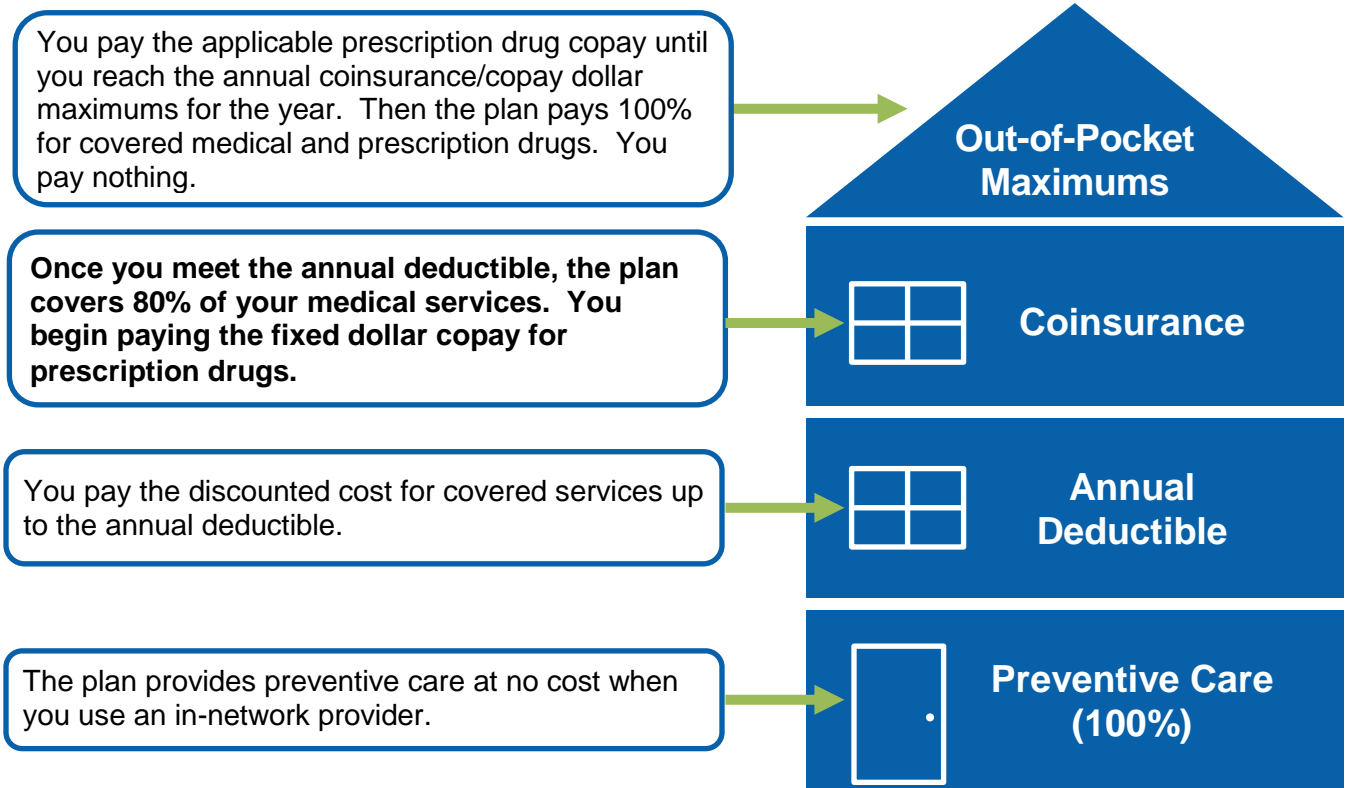 You pay the applicable prescription drug copay until
you reach the annual coinsurance/copay dollar
maximums for the year.  Then the plan pays 100%
for covered medical and prescription drugs.  You
pay nothing.
Out-of-Pocket
Maximums
Once you meet the annual deductible, the plan
covers 80% of your medical services.  You
begin paying the fixed dollar copay for
prescription drugs.
Coinsurance
You pay the discounted cost for covered services up
to the annual deductible.
Annual
Deductible
The plan provides preventive care at no cost when
you use an in-network provider.
Preventive Care
(100%)